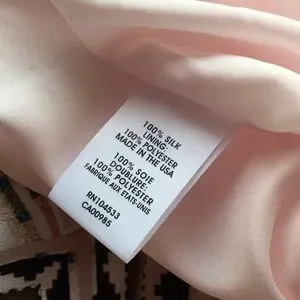 100% SILK
LINING:
100% POLYESTER
MADE IN THE USA
100% SOIE
DOUBLURE:
100% POLYESTER
FABRIQUE AUX ETATS-UNIS
RN104533
CA00985